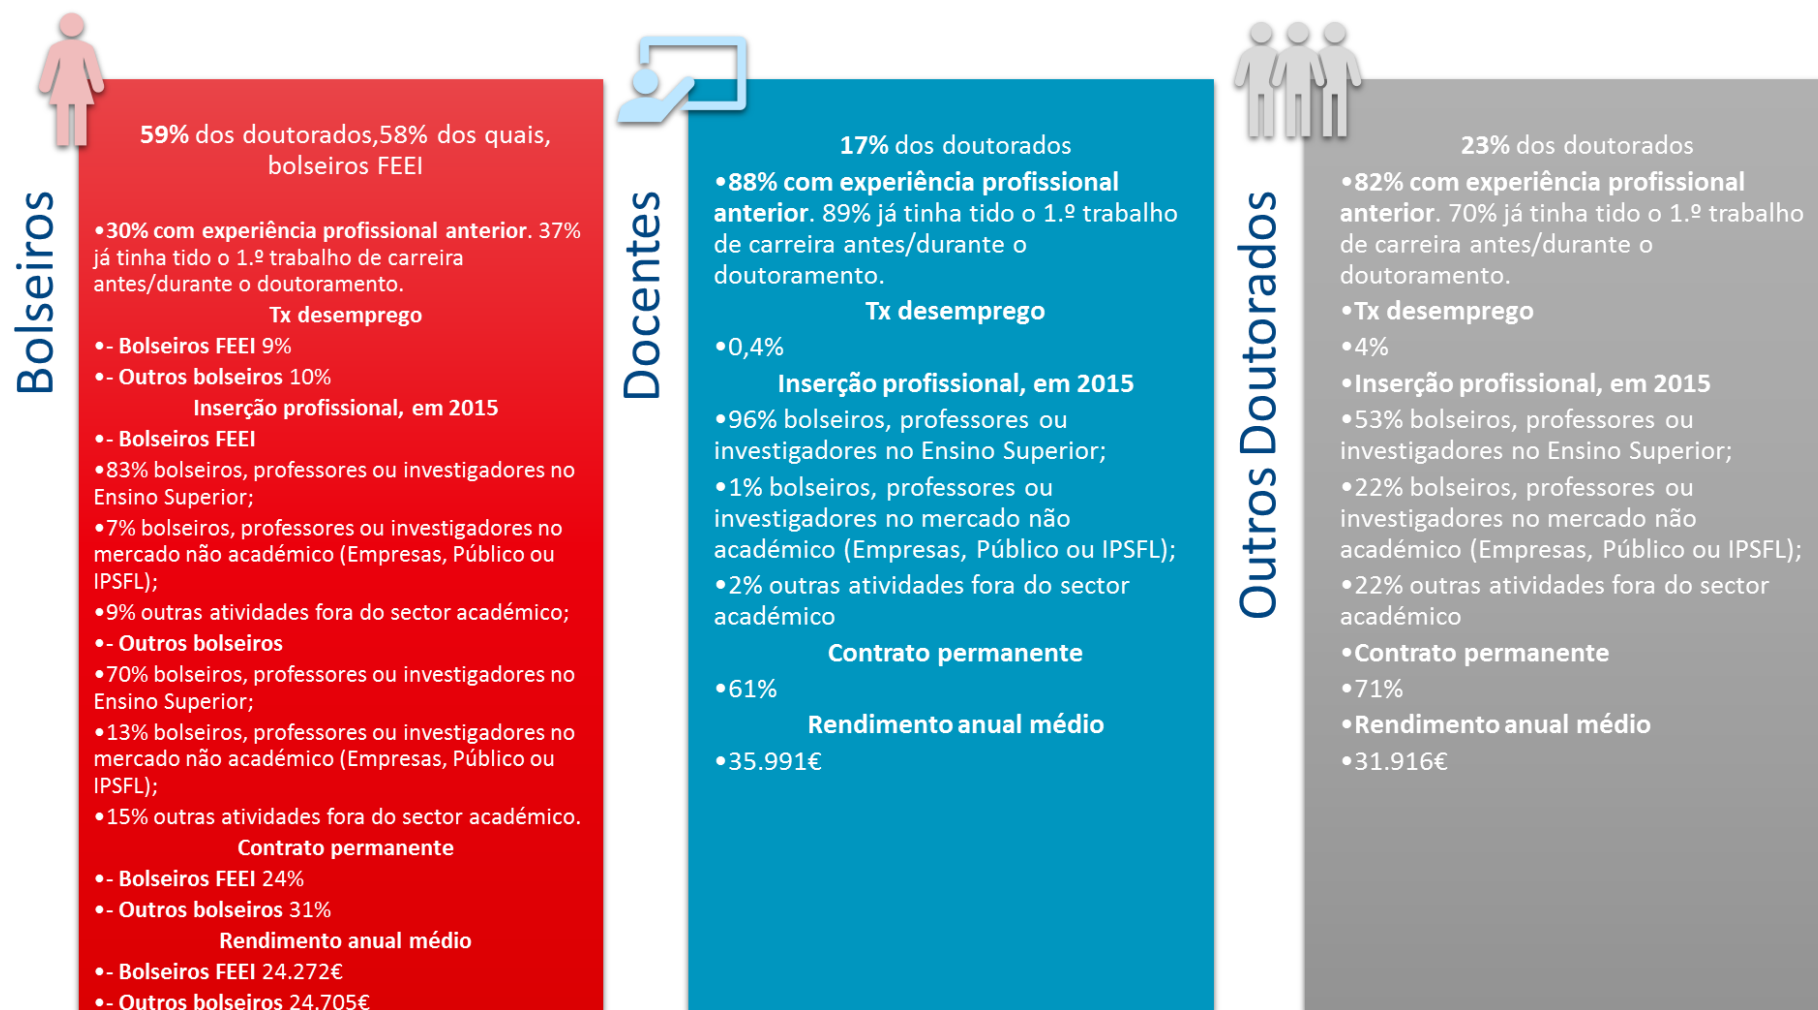 Bolseiros
59% dos doutorados,58% dos quais,
bolseiros FEEI
•30% com experiência profissional anterior. 37%
já tinha tido o 1.º trabalho de carreira
antes/durante o doutoramento.
Tx desemprego
•- Bolseiros FEEI 9%
•- Outros bolseiros 10%
Inserção profissional, em 2015
•- Bolseiros FEEI
•83% bolseiros, professores ou investigadores no
Ensino Superior;
•7% bolseiros, professores ou investigadores no
mercado não académico (Empresas, Público ou
IPSFL);
•9% outras atividades fora do sector académico;
•- Outros bolseiros
•70% bolseiros, professores ou investigadores no
Ensino Superior;
•13% bolseiros, professores ou investigadores no
mercado não académico (Empresas, Público ou
IPSFL);
•15% outras atividades fora do sector académico.
Contrato permanente
•- Bolseiros FEEI 24%
•- Outros bolseiros 31%
Rendimento anual médio
•- Bolseiros FEEI 24.272€
•- Outros bolseiros 24.705€
Docentes
17% dos doutorados
•88% com experiência profissional
anterior. 89% já tinha tido o 1.º trabalho
de carreira antes/durante o
doutoramento.
Tx desemprego
•0,4%
Inserção profissional, em 2015
•96% bolseiros, professores ou
investigadores no Ensino Superior;
•1% bolseiros, professores ou
investigadores no mercado não
académico (Empresas, Público ou IPSFL);
•2% outras atividades fora do sector
académico
Contrato permanente
•61%
Rendimento anual médio
•35.991€
Outros Doutorados
23% dos doutorados
•82% com experiência profissional
anterior. 70% já tinha tido o 1.º trabalho
de carreira antes/durante o
doutoramento.
•Tx desemprego
•4%
•Inserção profissional, em 2015
•53% bolseiros, professores ou
investigadores no Ensino Superior;
•22% bolseiros, professores ou
investigadores no mercado não
académico (Empresas, Público ou IPSFL);
•22% outras atividades fora do sector
académico
•Contrato permanente
•71%
•Rendimento anual médio
•31.916€